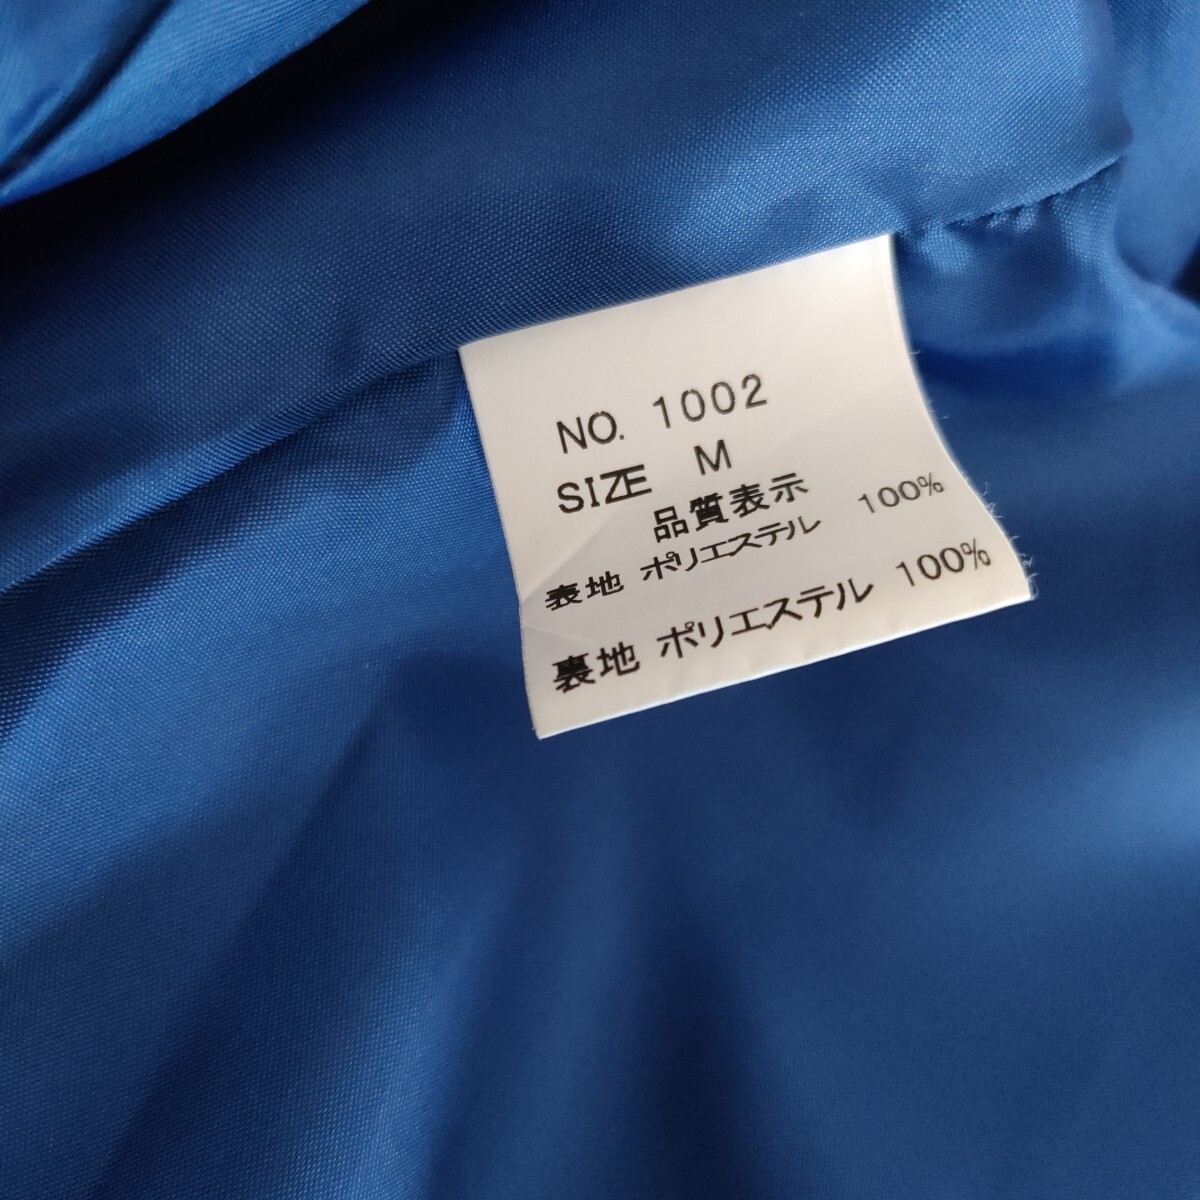 NO. 1002
SIZE M
品質表示
表地 ポリエステル 100%
裏地 ポリエステル 100%